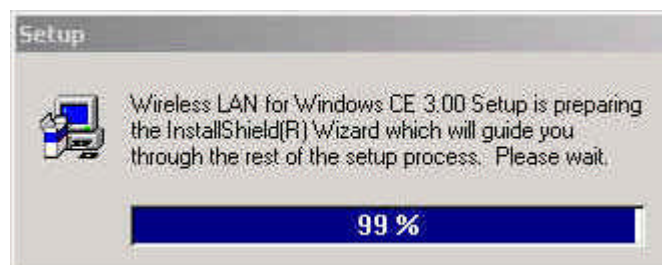 Setup
Wireless LAN for Windows CE 3.00 Setup is preparing
the InstallShield(R) Wizard which will guide you
through the rest of the setup process.  Please wait.
99 %